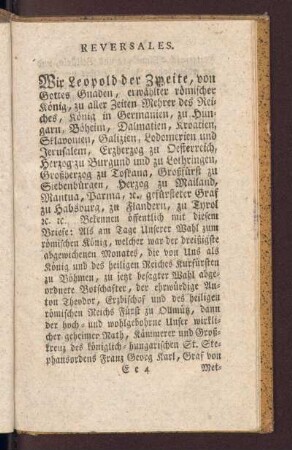 REVERSALES.
Wir Leopold der Zweite, von
Gottes Gnaden, erwählter römischer
König, zu aller Zeiten Mehrer des Rei-
ches, König in Germanien, zu Hun-
garn, Böheim, Dalmatien, Kroatien,
Sklavonien, Galizien, Lodomerien und
Jerusalem, Erzherzog zu Oesterreich,
Herzog zu Burgund und zu Lothringen,
Großherzog zu Toskana, Großfürst zu
Siebenbürgen, Herzog zu Mailand,
Mantua, Parma, ꝛc. gefürsteter Graf
zu Habsburg, zu Flandern, zu Tyrol
ꝛc. ꝛc. Bekennen öffentlich mit diesem
Briefe: Als am Tage Unserer Wahl zum
römischen König, welcher war der dreißigste
abgewichenen Monates, die von Uns als
König und des heiligen Reiches Kurfürsten
zu Böhmen, zu jetzt besagter Wahl abge-
ordnete Botschafter, der ehrwürdige An-
ton Theodor, Erzbischof und des heiligen
römischen Reichs Fürst zu Ollmütz, dann
der hoch- und wohlgebohrne Unser wirkli-
cher geheimer Rath, Kämmerer und Groß-
kreuz des königlich-hungarischen St. Ste-
phansordens Franz Georg Karl, Graf von
E e 4 Met-